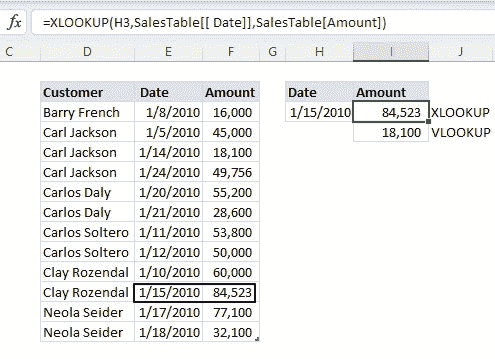 fx =XLOOKUP(H3,SalesTable[[ Date]],SalesTable[Amount])
C D E F G H I J
Customer Date Amount Date Amount
Barry French 1/8/2010 16,000 1/15/2010 84,523 XLOOKUP
Carl Jackson 1/5/2010 45,000 18,100 VLOOKUP
Carl Jackson 1/14/2010 18,100
Carl Jackson 1/24/2010 49,756
Carlos Daly 1/20/2010 55,200
Carlos Daly 1/21/2010 28,600
Carlos Soltero 1/11/2010 53,800
Carlos Soltero 1/12/2010 50,000
Clay Rozendal 1/10/2010 60,000
Clay Rozendal 1/15/2010 84,523
Neola Seider 1/17/2010 77,100
Neola Seider 1/18/2010 32,100